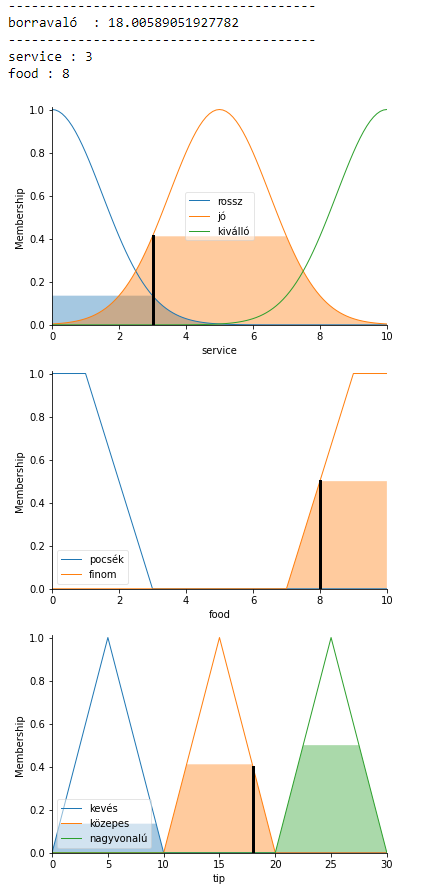 ----------------------------------------
borravaló : 18.00589051927782
----------------------------------------
service : 3
food : 8
1.0
0.8
0.6
0.4
0.2
0.0
Membership
rossz
jó
kiválló
0 2 4 6 8 10
service
1.0
0.8
0.6
0.4
0.2
0.0
Membership
pocsék
finom
0 2 4 6 8 10
food
1.0
0.8
0.6
0.4
0.2
0.0
Membership
kevés
közepes
nagyvonalú
0 5 10 15 20 25 30
tip